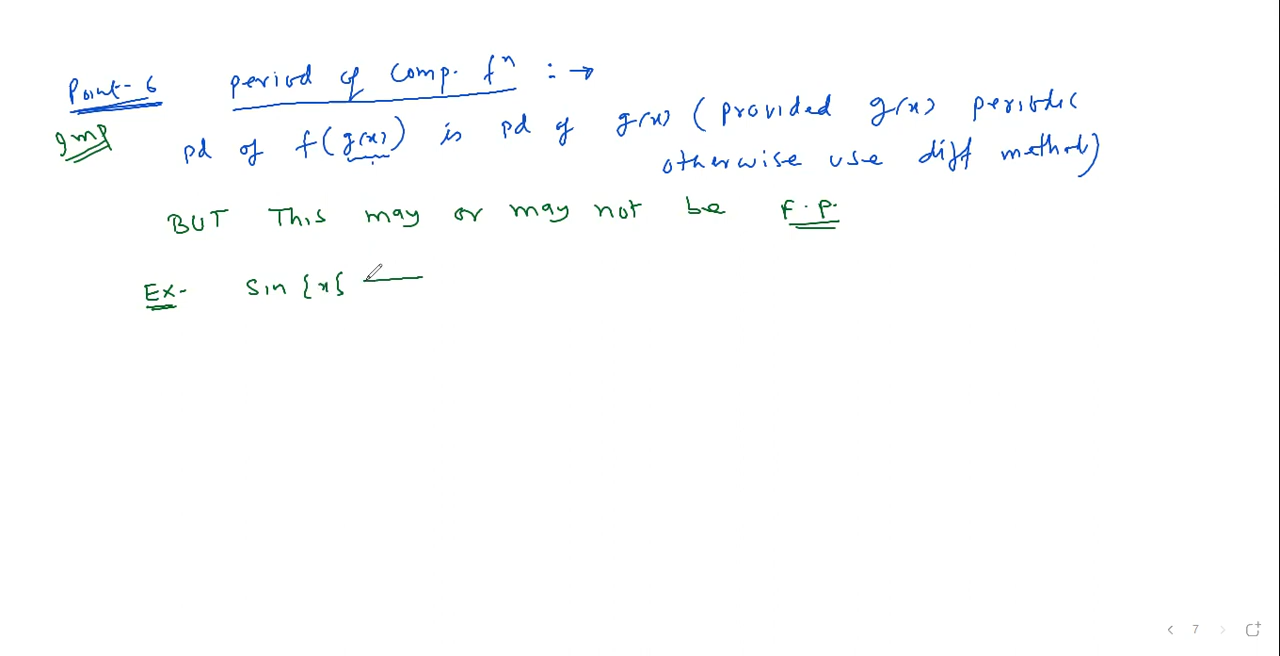 Point-6 period of comp. fⁿ : →
Imp
pd of f(g(x)) is pd of g(x) (provided g(x) periodic
otherwise use diff method)
BUT This may or may not be F.P.
EX- Sin {x}
7